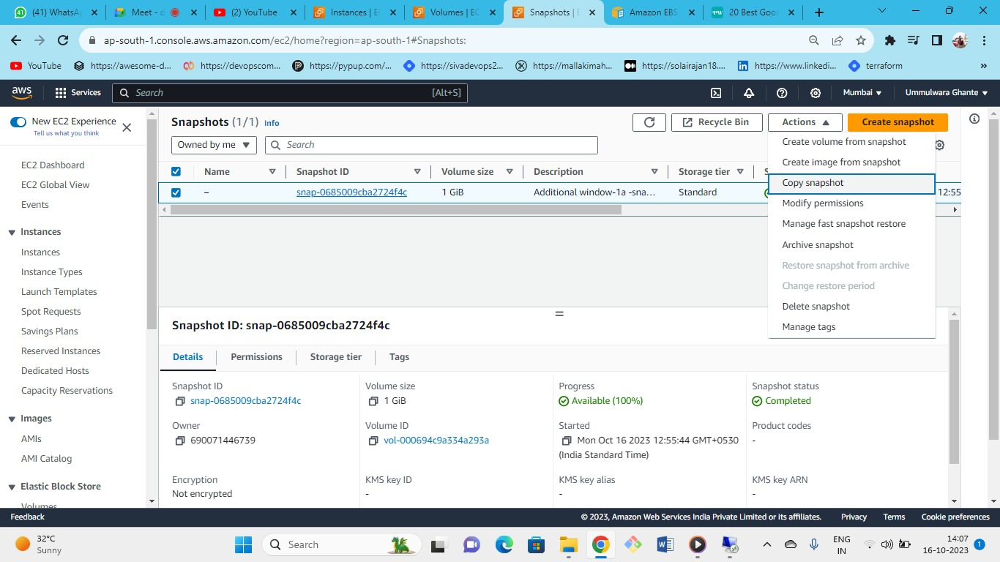 (41) WhatsA
Meet - d
(2) YouTube
Instances | E
Volumes | EC
Snapshots | E
Amazon EBS
20 Best Goo
ap-south-1.console.aws.amazon.com/ec2/home?region=ap-south-1#Snapshots:
YouTube
https://awesome-d...
https://devopscom...
https://pypup.com/...
https://sivadevops2...
https://mallakimah...
https://solairajan18....
https://www.linkedi...
terraform
»
aws
Services
Search
[Alt+S]
Mumbai
Ummulwara Ghante
New EC2 Experience
Tell us what you think
EC2 Dashboard
EC2 Global View
Events
Instances
Instances
Instance Types
Launch Templates
Spot Requests
Savings Plans
Reserved Instances
Dedicated Hosts
Capacity Reservations
Images
AMIs
AMI Catalog
Elastic Block Store
Volumes
Snapshots (1/1) Info
Recycle Bin
Actions
Create snapshot
Owned by me
Search
Create volume from snapshot
Create image from snapshot
Copy snapshot
Modify permissions
Manage fast snapshot restore
Archive snapshot
Restore snapshot from archive
Change restore period
Delete snapshot
Manage tags
Name
Snapshot ID
Volume size
Description
Storage tier
–
snap-0685009cba2724f4c
1 GiB
Additional window-1a -sna...
Standard
12:55
Snapshot ID: snap-0685009cba2724f4c
Details
Permissions
Storage tier
Tags
Snapshot ID
snap-0685009cba2724f4c
Volume size
1 GiB
Progress
Available (100%)
Snapshot status
Completed
Owner
690071446739
Volume ID
vol-000694c9a334a293a
Started
Mon Oct 16 2023 12:55:44 GMT+0530
(India Standard Time)
Product codes
-
Encryption
Not encrypted
KMS key ID
-
KMS key alias
-
KMS key ARN
-
Feedback
© 2023, Amazon Web Services India Private Limited or its affiliates.
Privacy
Terms
Cookie preferences
32°C
Sunny
Search
ENG
IN
14:07
16-10-2023
1